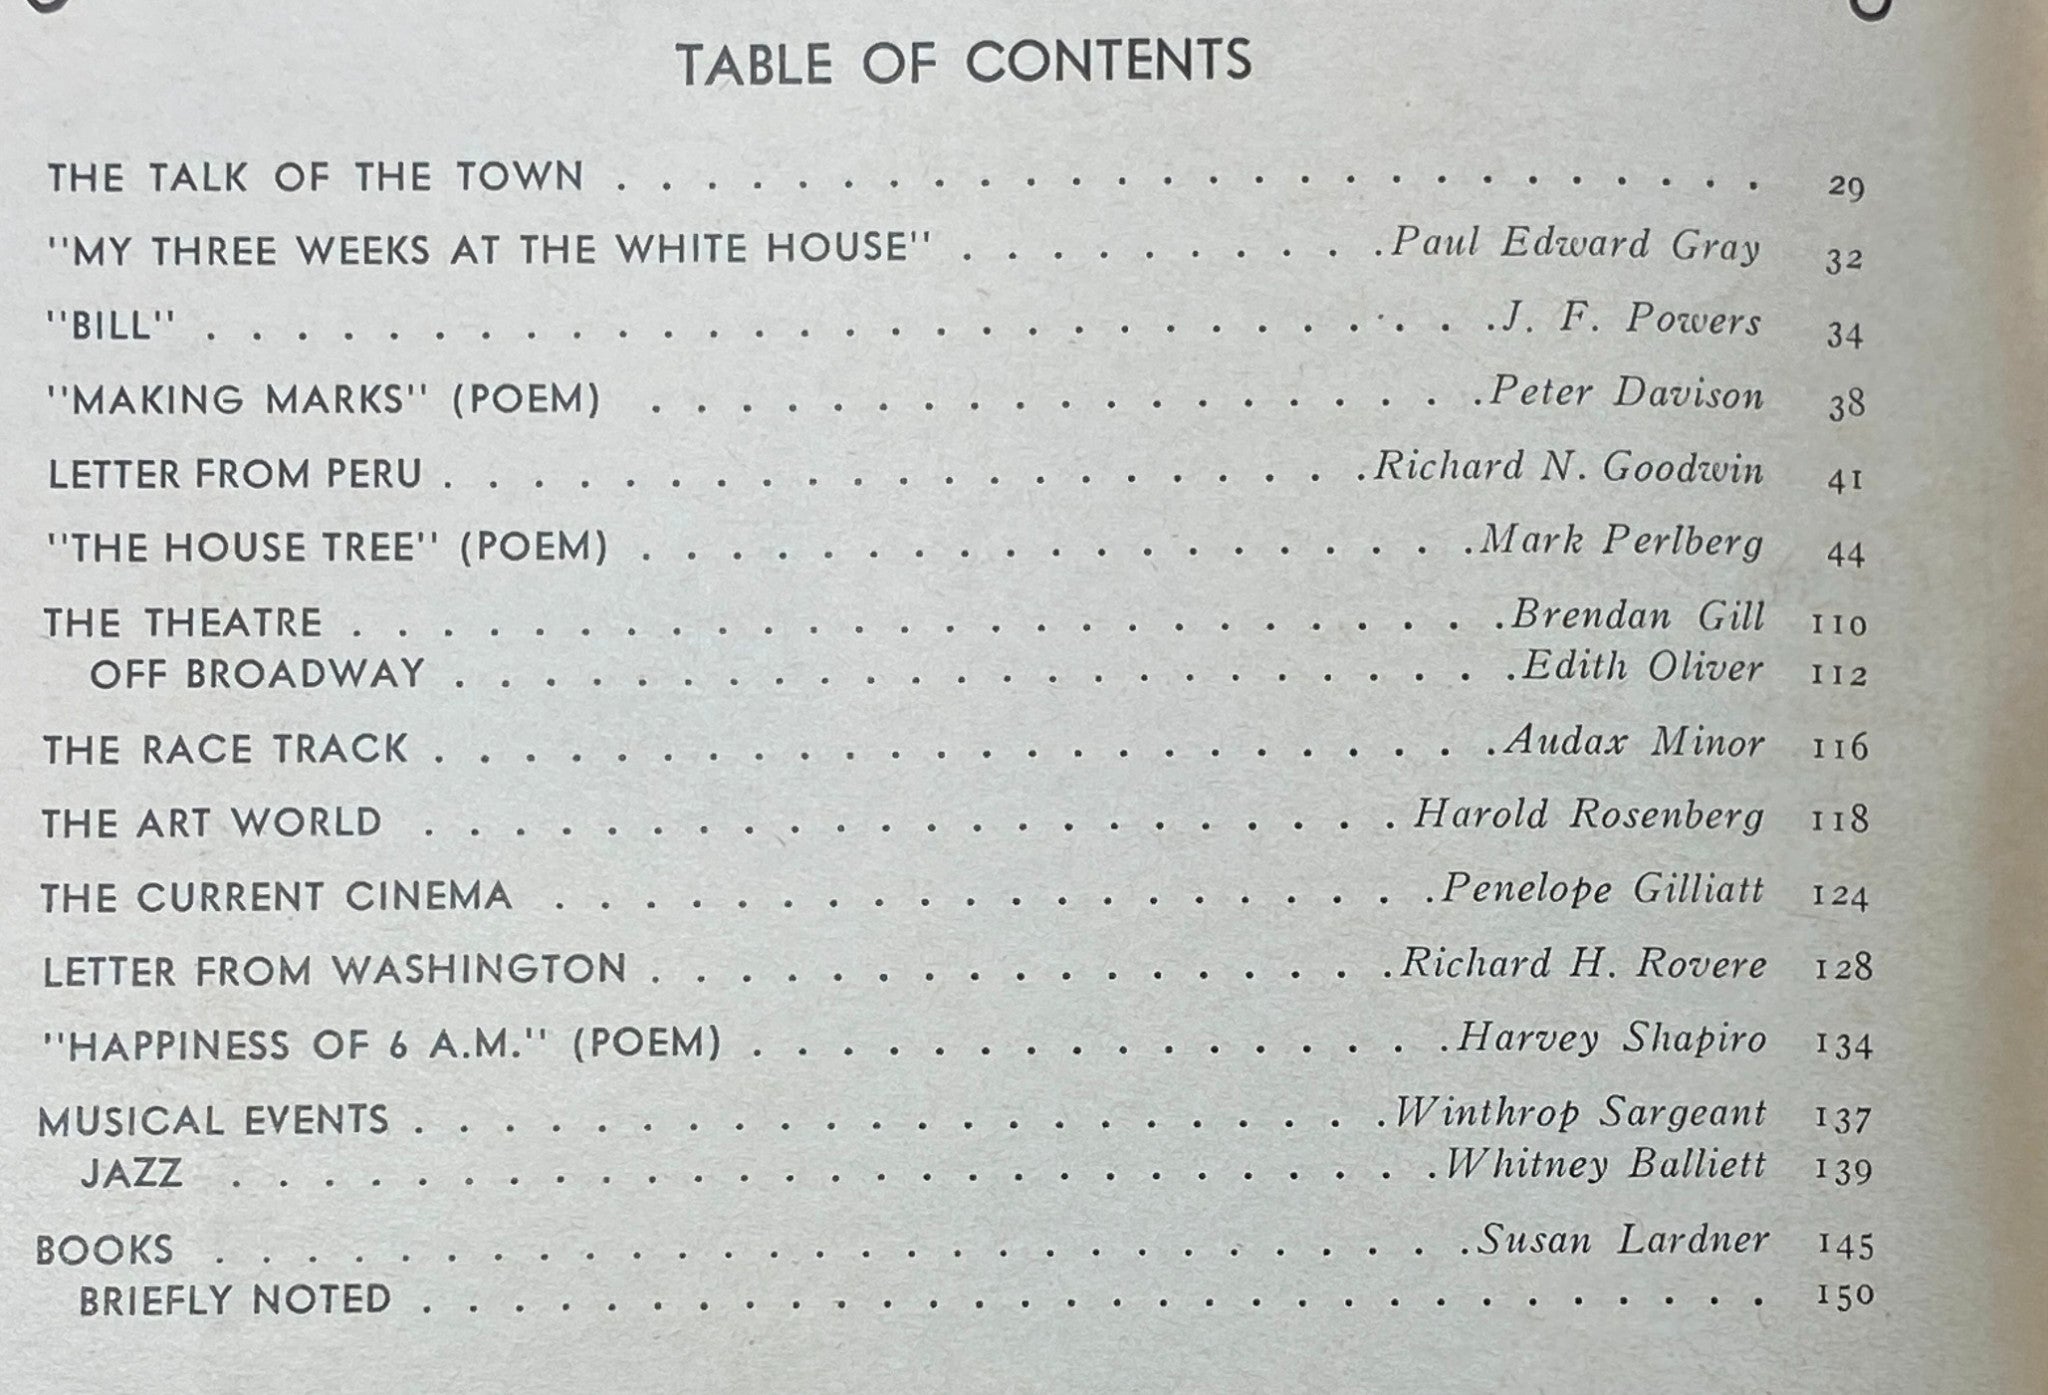 TABLE OF CONTENTS
THE TALK OF THE TOWN . . . . . . . . . . . . . . . . . . . . . . . . . . 29
"MY THREE WEEKS AT THE WHITE HOUSE" . . . . . . . . . .Paul Edward Gray 32
"BILL" . . . . . . . . . . . . . . . . . . . . . . . . . . . . .J. F. Powers 34
"MAKING MARKS" (POEM) . . . . . . . . . . . . . . . . . . .Peter Davison 38
LETTER FROM PERU . . . . . . . . . . . . . . . . . . . . .Richard N. Goodwin 41
"THE HOUSE TREE" (POEM) . . . . . . . . . . . . . . . . . . .Mark Perlberg 44
THE THEATRE . . . . . . . . . . . . . . . . . . . . . . . . . .Brendan Gill 110
OFF BROADWAY . . . . . . . . . . . . . . . . . . . . . . . .Edith Oliver 112
THE RACE TRACK . . . . . . . . . . . . . . . . . . . . . . . .Audax Minor 116
THE ART WORLD . . . . . . . . . . . . . . . . . . . . . . Harold Rosenberg 118
THE CURRENT CINEMA . . . . . . . . . . . . . . . . . . . .Penelope Gilliatt 124
LETTER FROM WASHINGTON . . . . . . . . . . . . . . . . .Richard H. Rovere 128
"HAPPINESS OF 6 A.M." (POEM) . . . . . . . . . . . . . . . .Harvey Shapiro 134
MUSICAL EVENTS . . . . . . . . . . . . . . . . . . . . . .Winthrop Sargeant 137
JAZZ . . . . . . . . . . . . . . . . . . . . . . . . . . .Whitney Balliett 139
BOOKS . . . . . . . . . . . . . . . . . . . . . . . . . . . .Susan Lardner 145
BRIEFLY NOTED . . . . . . . . . . . . . . . . . . . . . . . . . . . . . . 150